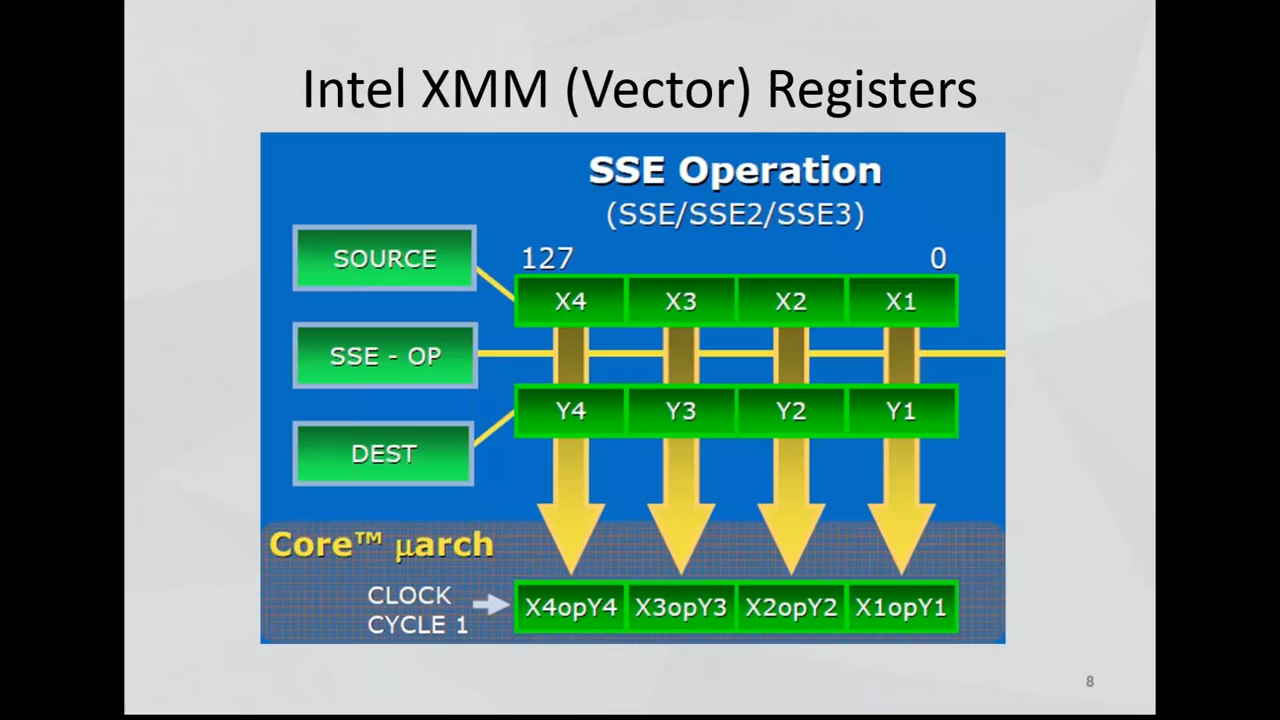 Intel XMM (Vector) Registers
SSE Operation
(SSE/SSE2/SSE3)
SOURCE
127 0
X4 X3 X2 X1
SSE - OP
Y4 Y3 Y2 Y1
DEST
Core™ µarch
CLOCK
CYCLE 1
X4opY4 X3opY3 X2opY2 X1opY1
8